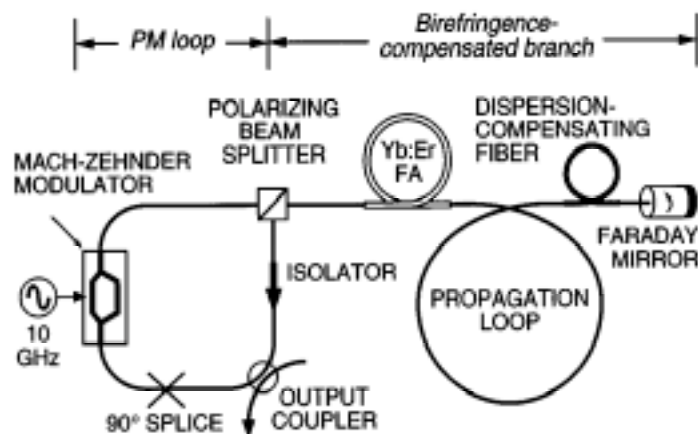 PM loop
Birefringence-
compensated branch
POLARIZING
BEAM
SPLITTER
DISPERSION-
COMPENSATING
FIBER
MACH-ZEHNDER
MODULATOR
Yb:Er
FA
FARADAY
MIRROR
ISOLATOR
PROPAGATION
LOOP
10
GHz
OUTPUT
COUPLER
90° SPLICE